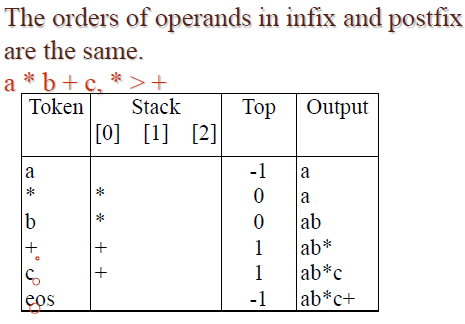 The orders of operands in infix and postfix
are the same.
a * b + c, * > +
Token Stack Top Output
[0] [1] [2]
a -1 a
* * 0 a
b * 0 ab
+ + 1 ab*
c + 1 ab*c
eos -1 ab*c+